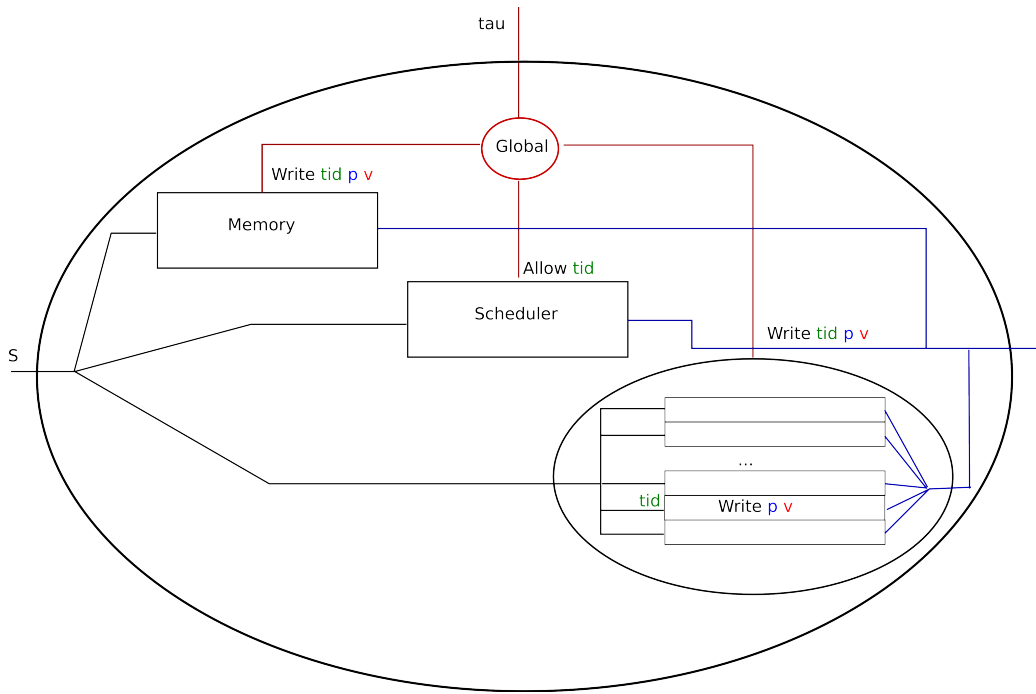 tau
Global
Write tid p v
Memory
Allow tid
Scheduler
Write tid p v
S
...
tid
Write p v